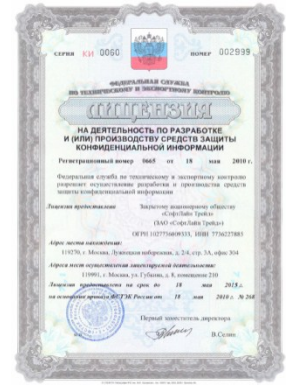 СЕРИЯ КИ 0060 НОМЕР 002999
ФЕДЕРАЛЬНАЯ СЛУЖБА
ПО ТЕХНИЧЕСКОМУ И ЭКСПОРТНОМУ КОНТРОЛЮ
ЛИЦЕНЗИЯ
НА ДЕЯТЕЛЬНОСТЬ ПО РАЗРАБОТКЕ
И (ИЛИ) ПРОИЗВОДСТВУ СРЕДСТВ ЗАЩИТЫ
КОНФИДЕНЦИАЛЬНОЙ ИНФОРМАЦИИ
Регистрационный номер 0665 от 18 мая 2010 г.
Федеральная служба по техническому и экспортному контролю
разрешает осуществление разработки и производства средств
защиты конфиденциальной информации
Лицензия предоставлена Закрытому акционерному обществу
«СофтЛайн Трейд»
(ЗАО «СофтЛайн Трейд»)
ОГРН 1027736009333, ИНН 7736227885
Адрес места нахождения:
119270, г. Москва, Лужнецкая набережная, д. 2/4, стр. 3А, офис 304
Адреса мест осуществления лицензируемой деятельности:
119991, г. Москва, ул. Губкина, д. 8, помещение 210
Лицензия предоставлена на срок до 18 мая 2015 г.
на основании приказа ФСТЭК России от 18 мая 2010 г. № 268
Первый заместитель директора
В.Селин